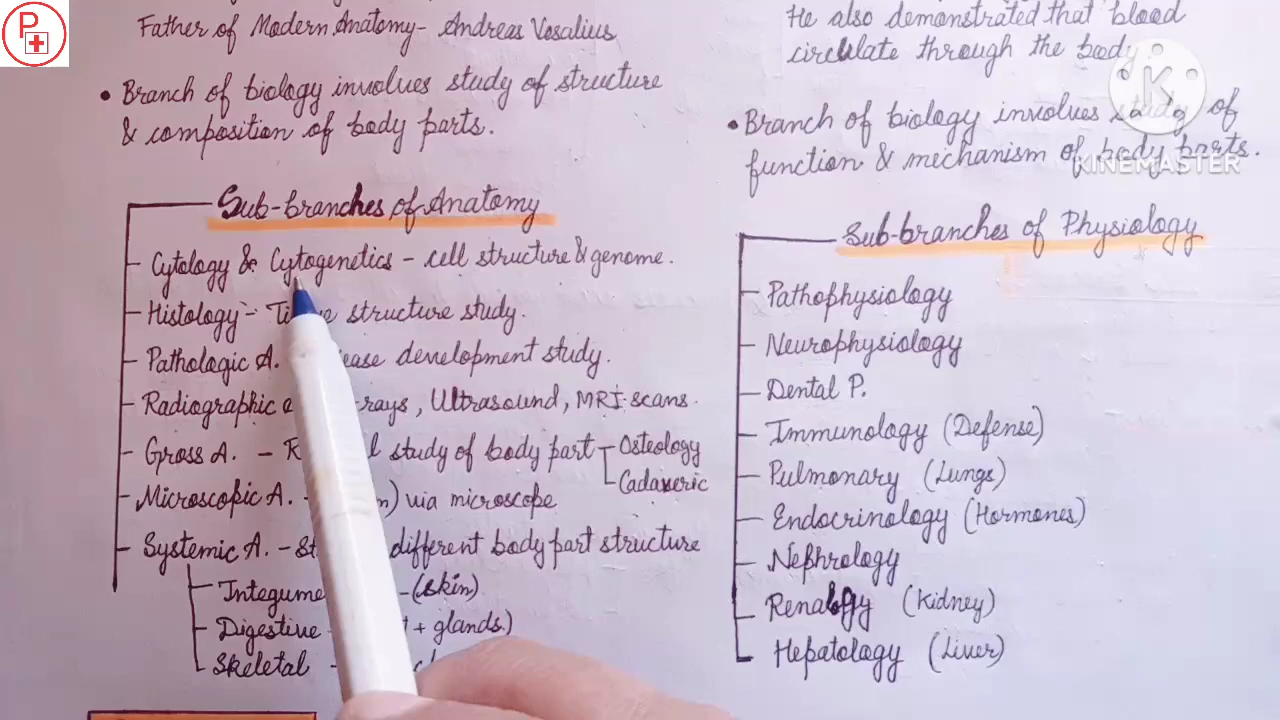 P
Father of Modern Anatomy - Andreas Vosalius
• Branch of biology involves study of structure
& composition of body parts.
Sub-branches of Anatomy
Cytology & Cytogenetics - cell structure & genome.
Histology - structure study.
Pathologic A. development study.
Radiographic -rays, Ultrasound, MRI scans.
Gross A. - study of body part - Osteology
Cadaveric
Microscopic A. - via microscope
Systemic A. - different body part structure
- (skin)
Digestive - + glands)
Skeletal -
He also demonstrated that blood
circulate through the body
• Branch of biology involves study of
function & mechanism of body parts.
Sub-branches of Physiology
Pathophysiology
Neurophysiology
Dental P.
Immunology (Defense)
Pulmonary (Lungs)
Endocrinology (Hormones)
Nephrology
Renalogy (Kidney)
Hepatology (Liver)
K
KINEMASTER